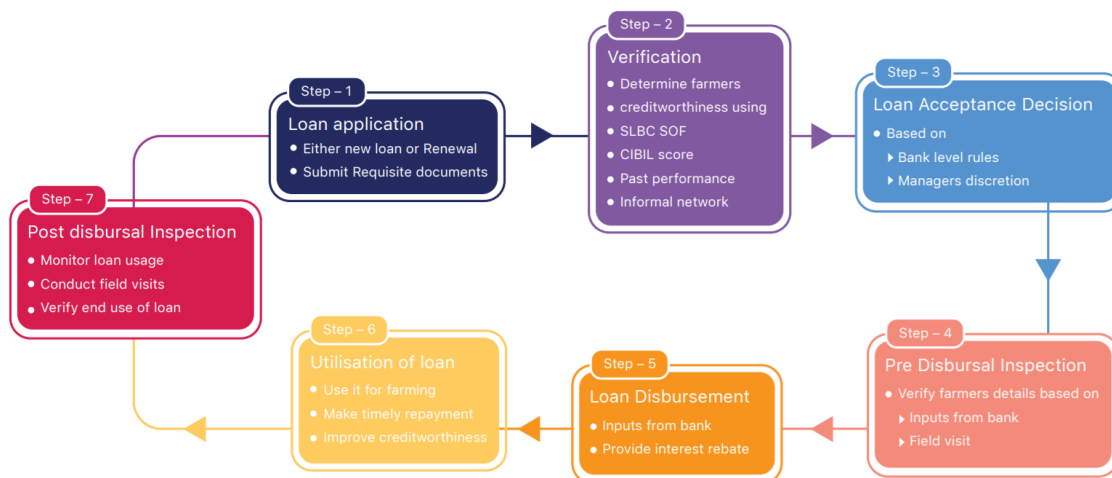 Step – 1
Loan application
• Either new loan or Renewal
• Submit Requisite documents
Step – 2
Verification
• Determine farmers
• creditworthiness using
• SLBC SOF
• CIBIL score
• Past performance
• Informal network
Step – 3
Loan Acceptance Decision
• Based on
Bank level rules
Managers discretion
Step – 4
Pre Disbursal Inspection
• Verify farmers details based on
Inputs from bank
Field visit
Step – 5
Loan Disbursement
• Inputs from bank
• Provide interest rebate
Step – 6
Utilisation of loan
• Use it for farming
• Make timely repayment
• Improve creditworthiness
Step – 7
Post disbursal Inspection
• Monitor loan usage
• Conduct field visits
• Verify end use of loan